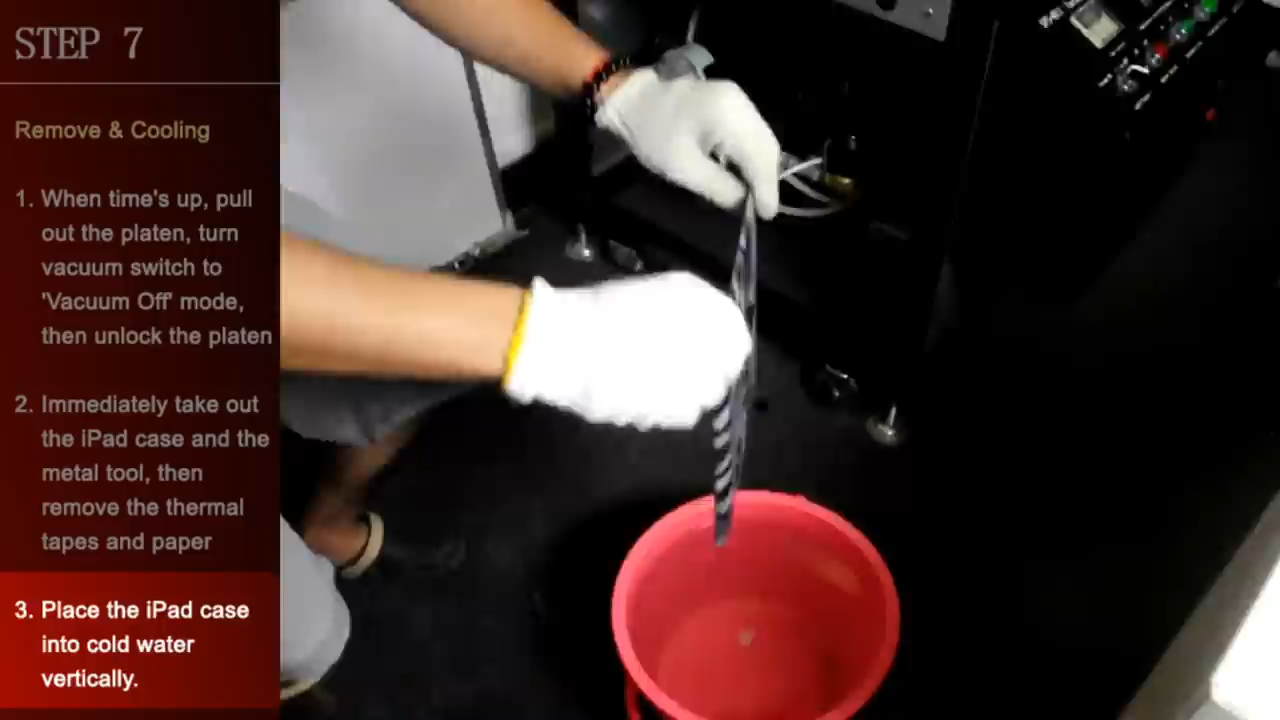 STEP 7
Remove & Cooling
1. When time's up, pull
out the platen, turn
vacuum switch to
'Vacuum Off' mode,
then unlock the platen
2. Immediately take out
the iPad case and the
metal tool, then
remove the thermal
tapes and paper
3. Place the iPad case
into cold water
vertically.